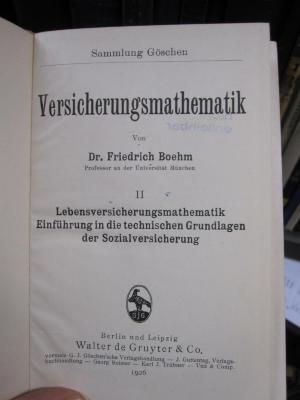 Sammlung Göschen
Versicherungsmathematik
Von
Dr. Friedrich Boehm
Professor an der Universität München
II
Lebensversicherungsmathematik
Einführung in die technischen Grundlagen
der Sozialversicherung
Berlin und Leipzig
Walter de Gruyter & Co.
vormals G. J. Göschen'sche Verlagshandlung — J. Guttentag, Verlags-
buchhandlung — Georg Reimer — Karl J. Trübner — Veit & Comp.
1926